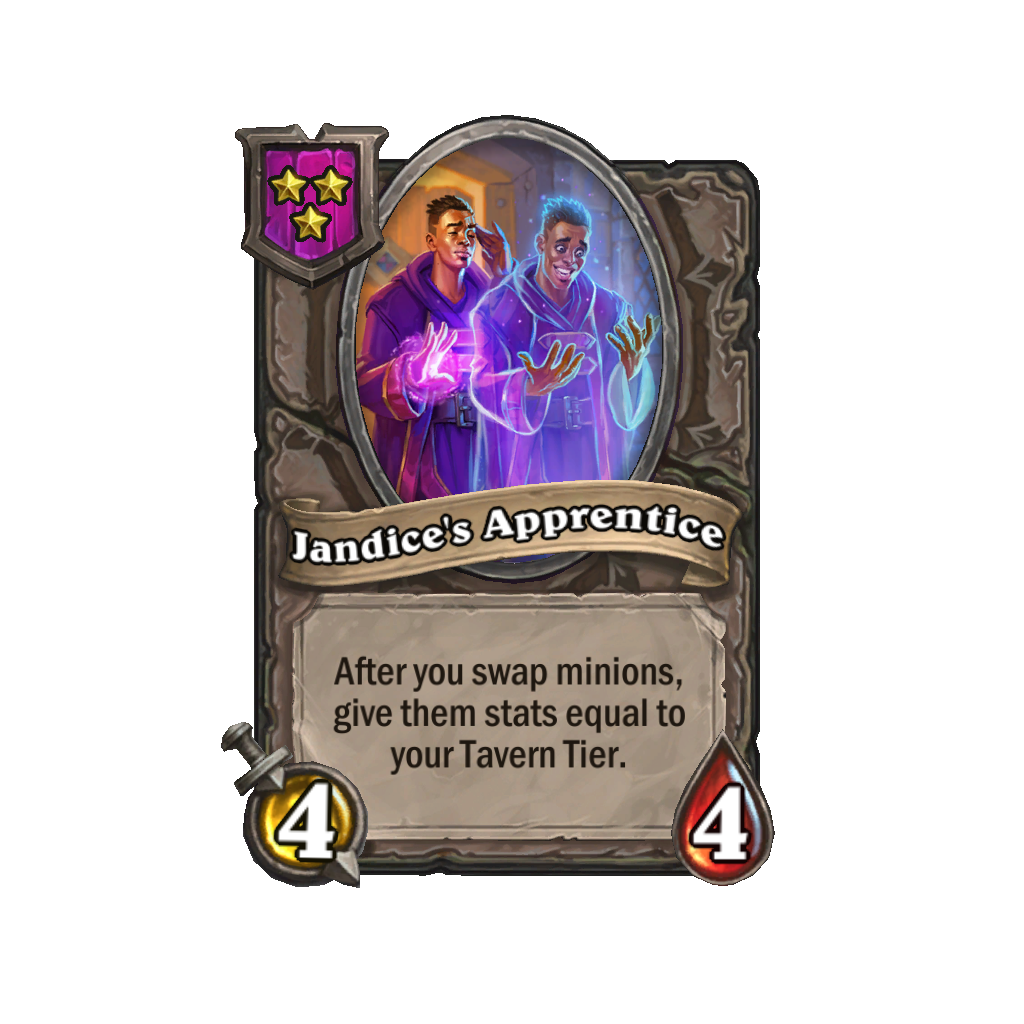 Jandice's Apprentice
After you swap minions,
give them stats equal to
your Tavern Tier.
4
4